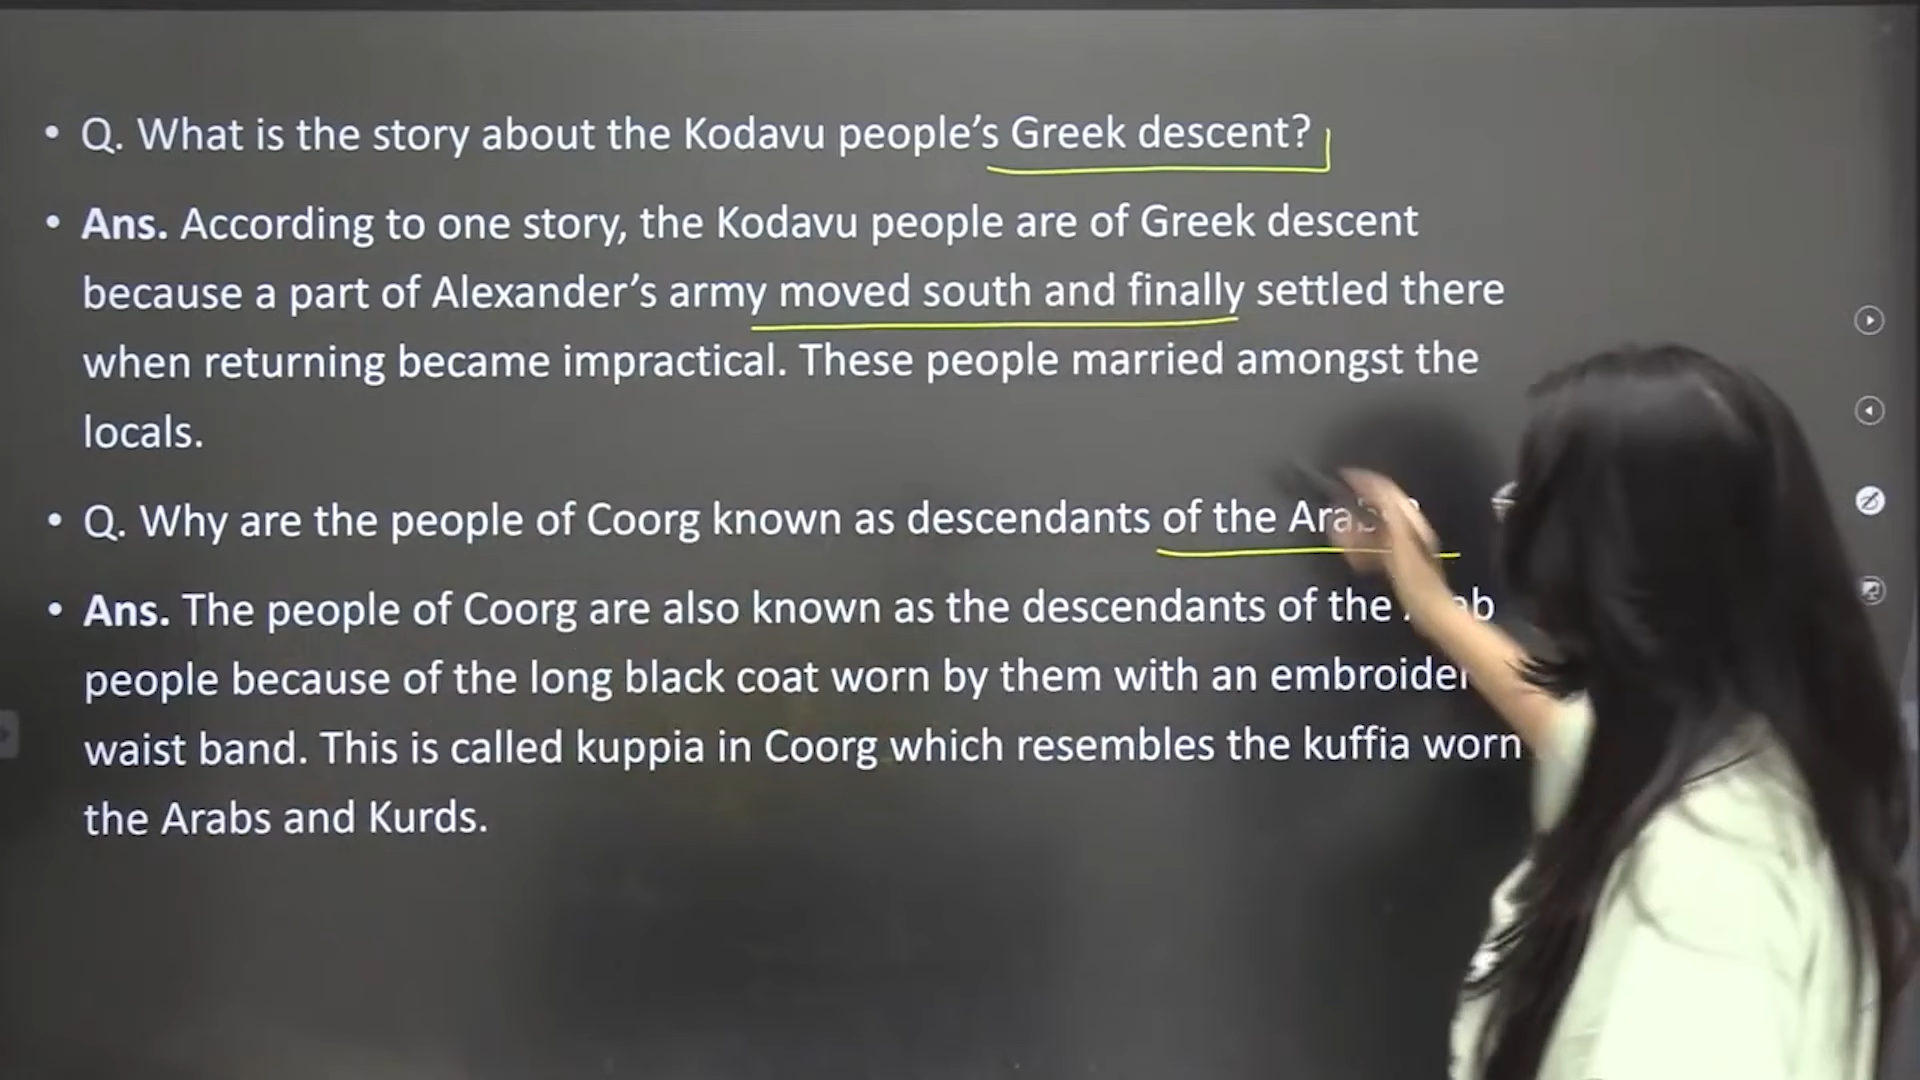 • Q. What is the story about the Kodavu people’s Greek descent?
• Ans. According to one story, the Kodavu people are of Greek descent
because a part of Alexander’s army moved south and finally settled there
when returning became impractical. These people married amongst the
locals.
• Q. Why are the people of Coorg known as descendants of the
• Ans. The people of Coorg are also known as the descendants of the
people because of the long black coat worn by them with an
waist band. This is called kuppia in Coorg which resembles the kuffia worn
the Arabs and Kurds.